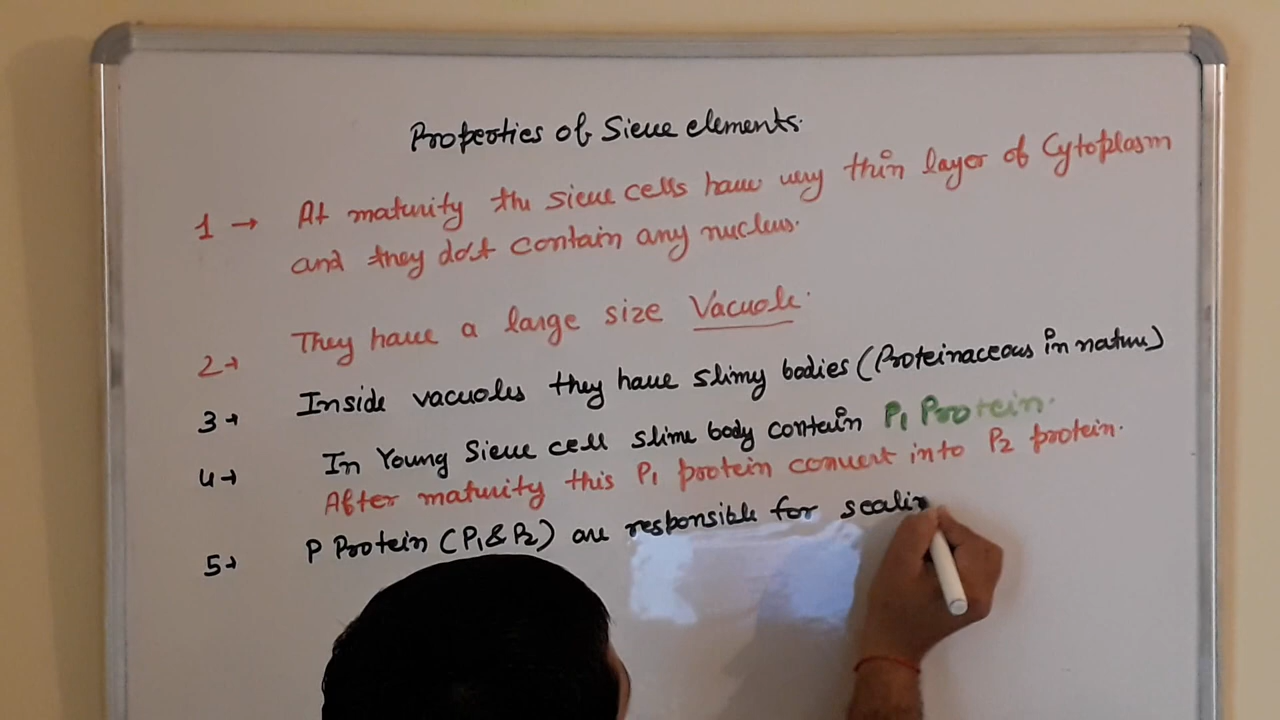 Properties of Sieve elements.
1 → At maturity the sieve cells have very thin layer of Cytoplasm
and they do't contain any nucleus.
2→ They have a large size Vacuole.
3→ Inside vacuoles they have slimy bodies (Proteinaceous in nature)
4→ In Young Sieve cell slime body contain P1 Protein.
After maturity this P1 protein convert into P2 protein.
5→ P Protein (P1 & P2) are responsible for sealin